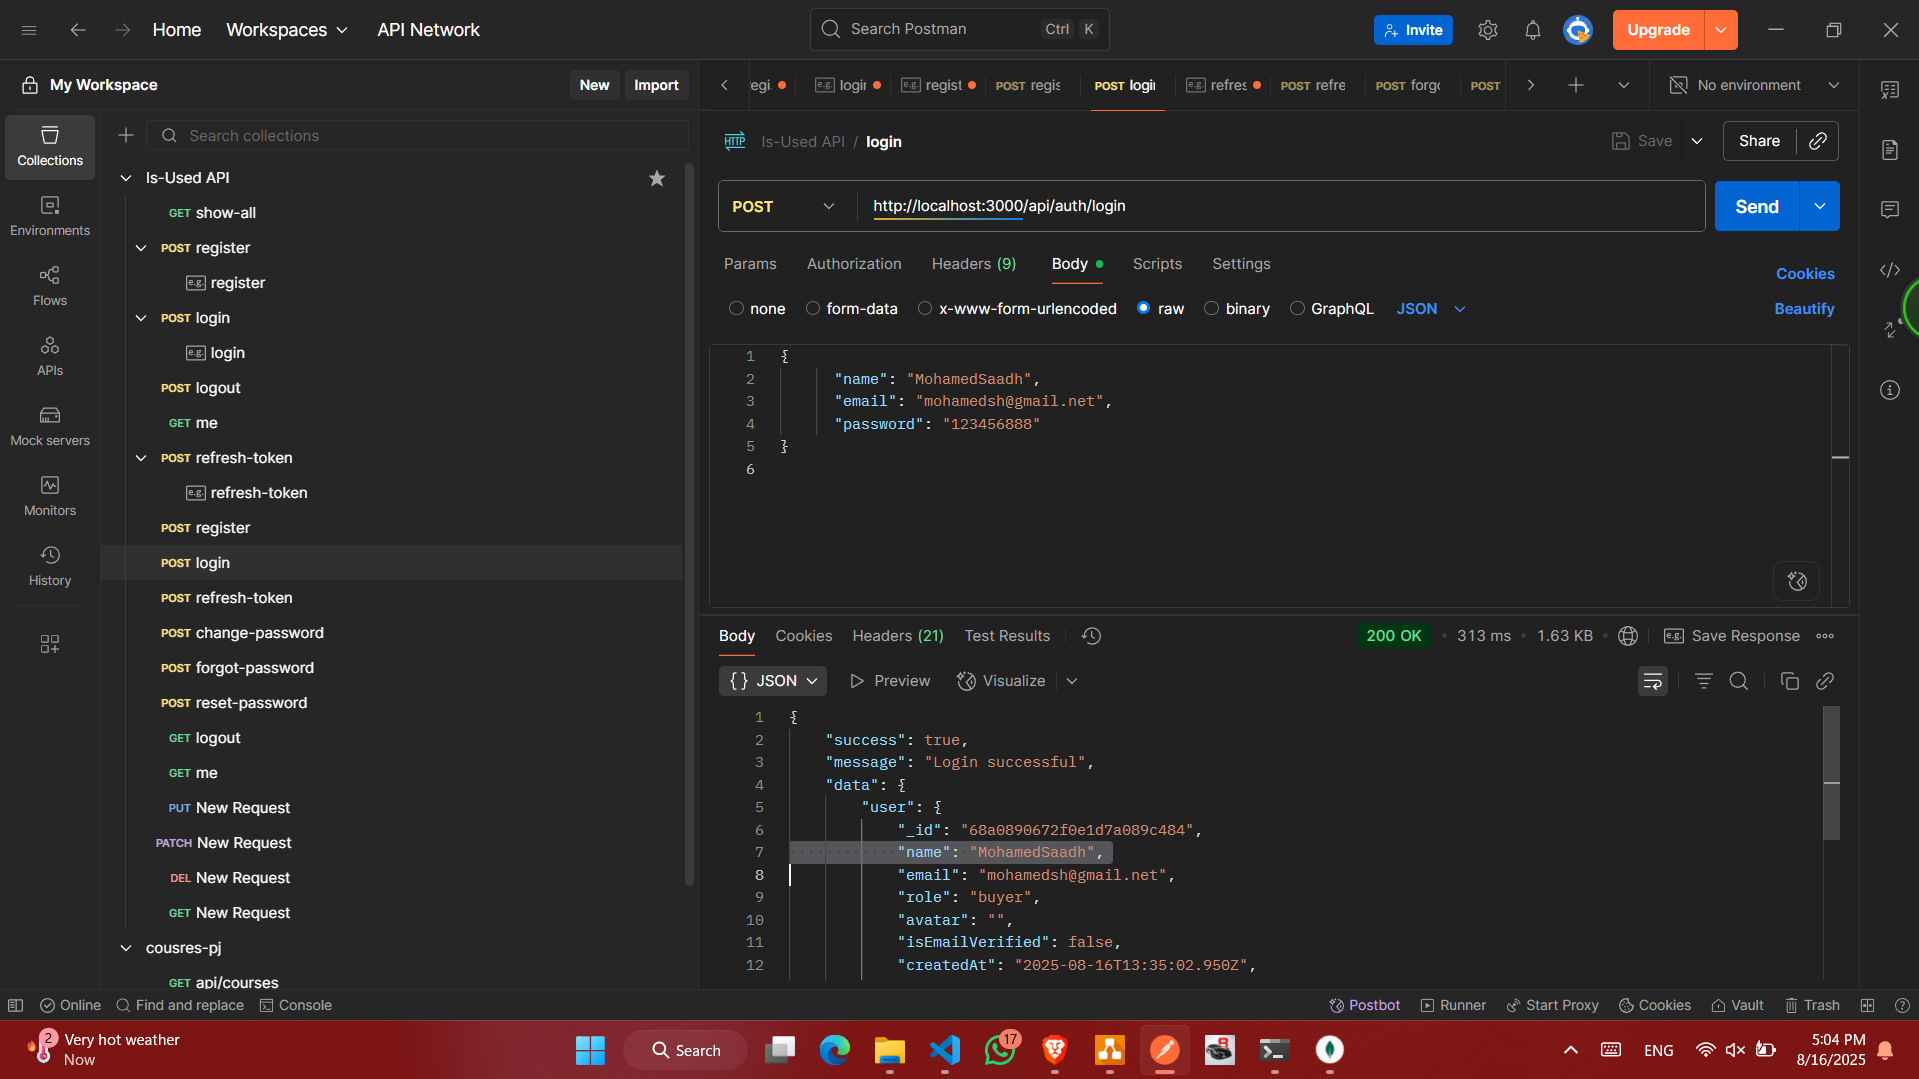 Home
Workspaces
API Network
Search Postman
Ctrl K
Invite
Upgrade
My Workspace
New
Import
regi.
e.g. login
e.g. regist
POST regis
POST login
e.g. refres
POST refre
POST forg
POST
No environment
Collections
Environments
Flows
APIs
Mock servers
Monitors
History
Search collections
Is-Used API
GET show-all
POST register
e.g. register
POST login
e.g. login
POST logout
GET me
POST refresh-token
e.g. refresh-token
POST register
POST login
POST refresh-token
POST change-password
POST forgot-password
POST reset-password
GET logout
GET me
PUT New Request
PATCH New Request
DEL New Request
GET New Request
cousres-pj
GET api/courses
HTTP Is-Used API / login
Save
Share
POST
http://localhost:3000/api/auth/login
Send
Params Authorization Headers (9) Body Scripts Settings
Cookies
none form-data x-www-form-urlencoded raw binary GraphQL JSON
Beautify
1 {
2 "name": "MohamedSaadh",
3 "email": "mohamedsh@gmail.net",
4 "password": "123456888"
5 }
6
Body Cookies Headers (21) Test Results
200 OK • 313 ms • 1.63 KB
e.g. Save Response
{} JSON Preview Visualize
1 {
2 "success": true,
3 "message": "Login successful",
4 "data": {
5 "user": {
6 "_id": "68a0890672f0e1d7a089c484",
7 "name": "MohamedSaadh",
8 "email": "mohamedsh@gmail.net",
9 "role": "buyer",
10 "avatar": "",
11 "isEmailVerified": false,
12 "createdAt": "2025-08-16T13:35:02.950Z",
Online Find and replace Console
Postbot Runner Start Proxy Cookies Vault Trash
2
Very hot weather
Now
Search
17
R
ENG
5:04 PM
8/16/2025